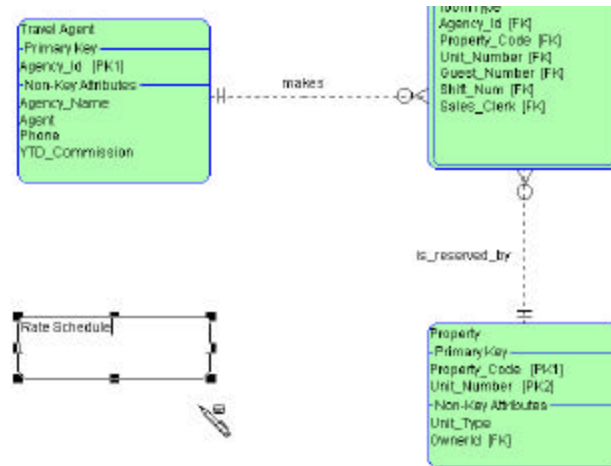 Travel Agent
Primary Key
Agency_Id [PK1]
Non-Key Attributes
Agency_Name
Agent
Phone
YTD_Commission
makes
Agency_Id [FK]
Property_Code [FK]
Unit_Number [FK]
Guest_Number [FK]
Shift_Num [FK]
Sales_Clerk [FK]
is_reserved_by
Rate Schedule
Property
Primary Key
Property_Code [PK1]
Unit_Number [PK2]
Non-Key Attributes
Unit_Type
OwnerId [FK]